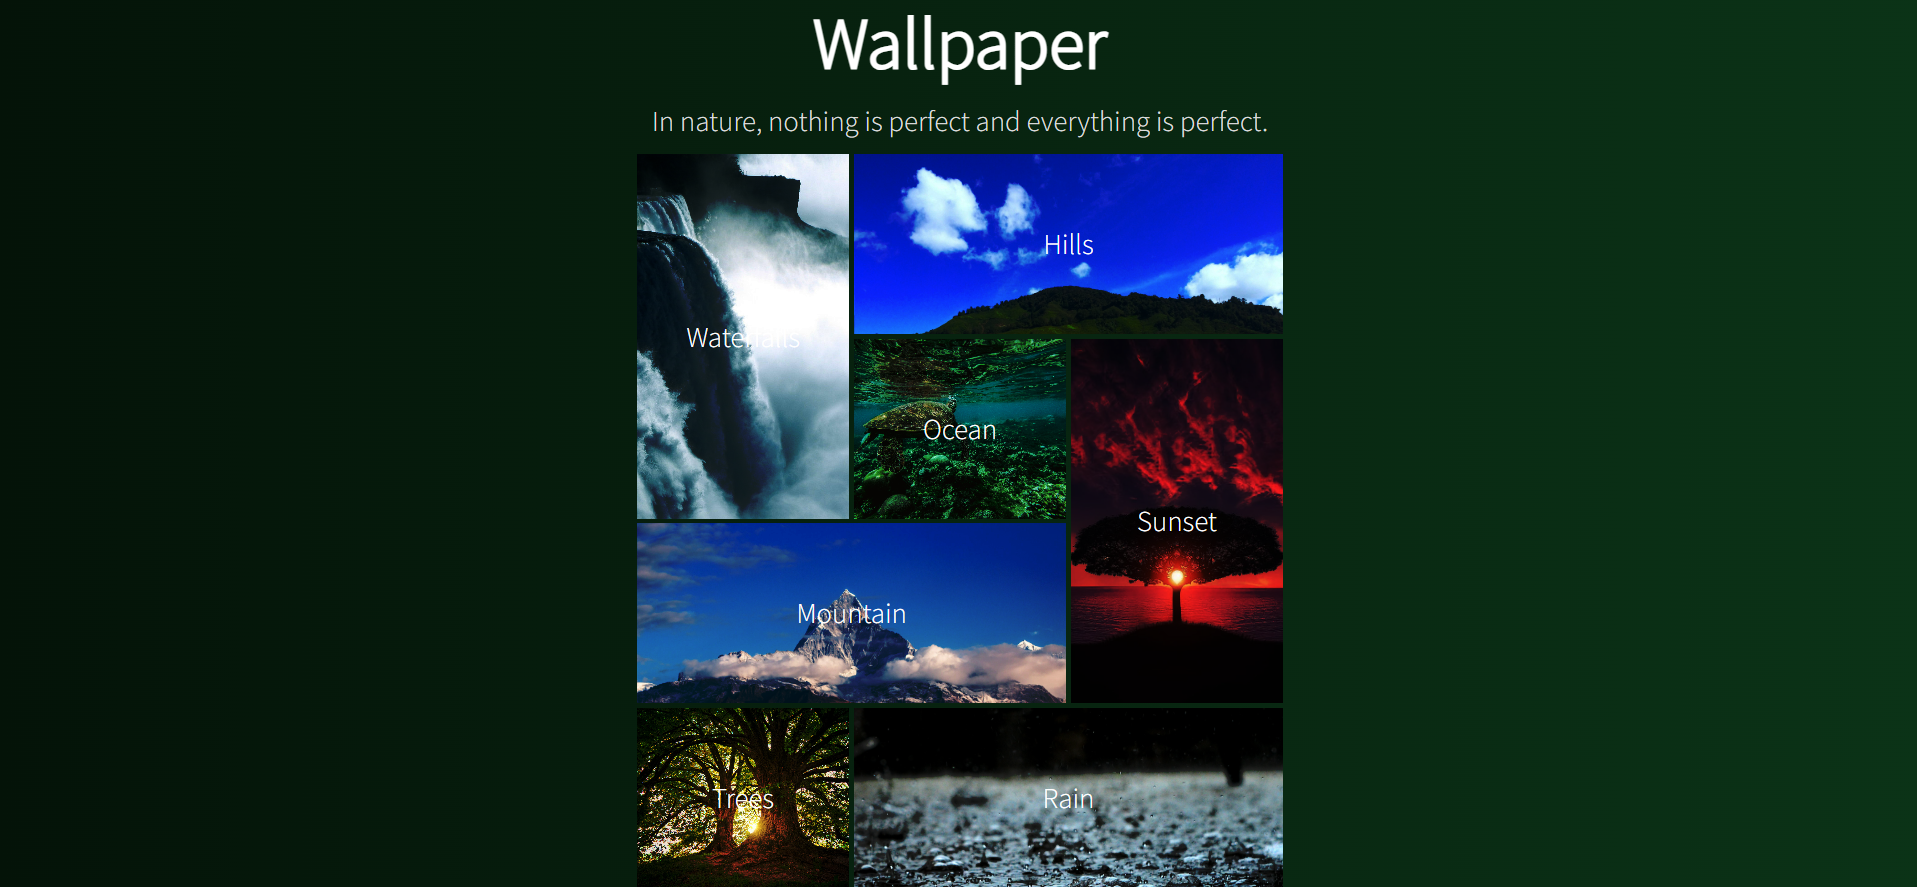 Wallpaper
In nature, nothing is perfect and everything is perfect.
Waterfalls
Hills
Ocean
Sunset
Mountain
Trees
Rain